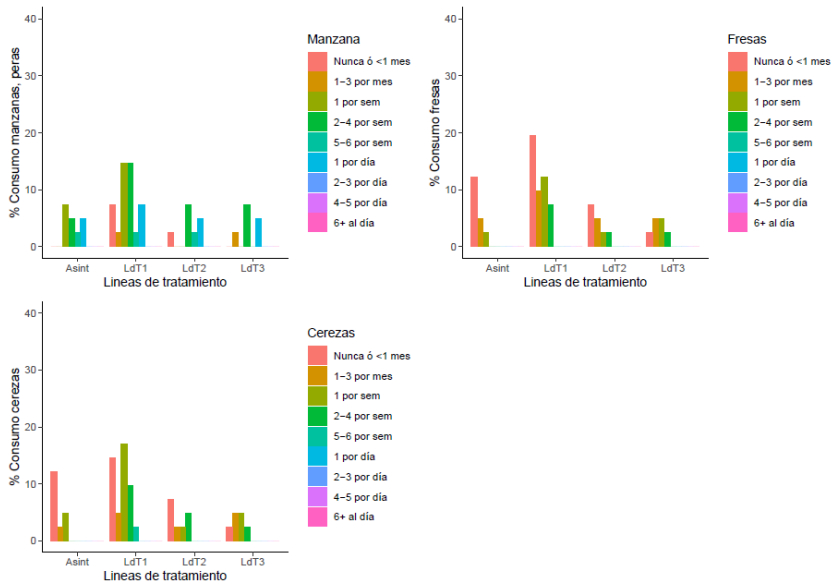 40
30
20
10
0
% Consumo manzanas, peras
Asint LdT1 LdT2 LdT3
Lineas de tratamiento
Manzana
Nunca ó <1 mes
1−3 por mes
1 por sem
2−4 por sem
5−6 por sem
1 por día
2−3 por día
4−5 por día
6+ al día
40
30
20
10
0
% Consumo fresas
Asint LdT1 LdT2 LdT3
Lineas de tratamiento
Fresas
Nunca ó <1 mes
1−3 por mes
1 por sem
2−4 por sem
5−6 por sem
1 por día
2−3 por día
4−5 por día
6+ al día
40
30
20
10
0
% Consumo cerezas
Asint LdT1 LdT2 LdT3
Lineas de tratamiento
Cerezas
Nunca ó <1 mes
1−3 por mes
1 por sem
2−4 por sem
5−6 por sem
1 por día
2−3 por día
4−5 por día
6+ al día